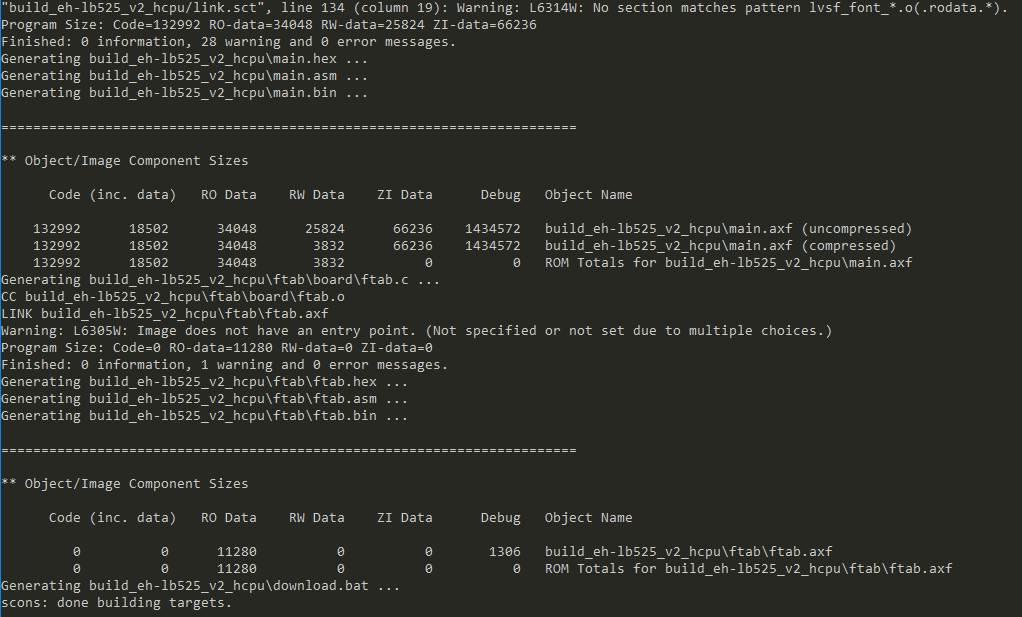 "build_eh-lb525_v2_hcpu/link.sct", line 134 (column 19): Warning: L6314W: No section matches pattern lvsf_font_*.o(.rodata.*).
Program Size: Code=132992 RO-data=34048 RW-data=25824 ZI-data=66236
Finished: 0 information, 28 warning and 0 error messages.
Generating build_eh-lb525_v2_hcpu\main.hex ...
Generating build_eh-lb525_v2_hcpu\main.asm ...
Generating build_eh-lb525_v2_hcpu\main.bin ...
========================================================================
** Object/Image Component Sizes
Code (inc. data) RO Data RW Data ZI Data Debug Object Name
132992 18502 34048 25824 66236 1434572 build_eh-lb525_v2_hcpu\main.axf (uncompressed)
132992 18502 34048 3832 66236 1434572 build_eh-lb525_v2_hcpu\main.axf (compressed)
132992 18502 34048 3832 0 0 ROM Totals for build_eh-lb525_v2_hcpu\main.axf
Generating build_eh-lb525_v2_hcpu\ftab\board\ftab.c ...
CC build_eh-lb525_v2_hcpu\ftab\board\ftab.o
LINK build_eh-lb525_v2_hcpu\ftab\ftab.axf
Warning: L6305W: Image does not have an entry point. (Not specified or not set due to multiple choices.)
Program Size: Code=0 RO-data=11280 RW-data=0 ZI-data=0
Finished: 0 information, 1 warning and 0 error messages.
Generating build_eh-lb525_v2_hcpu\ftab\ftab.hex ...
Generating build_eh-lb525_v2_hcpu\ftab\ftab.asm ...
Generating build_eh-lb525_v2_hcpu\ftab\ftab.bin ...
========================================================================
** Object/Image Component Sizes
Code (inc. data) RO Data RW Data ZI Data Debug Object Name
0 0 11280 0 0 1306 build_eh-lb525_v2_hcpu\ftab\ftab.axf
0 0 11280 0 0 0 ROM Totals for build_eh-lb525_v2_hcpu\ftab\ftab.axf
Generating build_eh-lb525_v2_hcpu\download.bat ...
scons: done building targets.